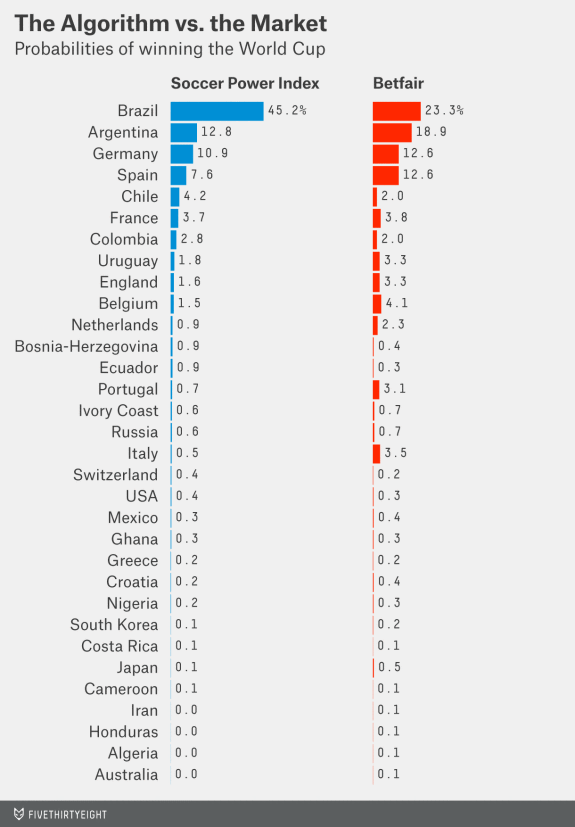 The Algorithm vs. the Market
Probabilities of winning the World Cup
Soccer Power Index Betfair
Brazil 45.2% 23.3%
Argentina 12.8 18.9
Germany 10.9 12.6
Spain 7.6 12.6
Chile 4.2 2.0
France 3.7 3.8
Colombia 2.8 2.0
Uruguay 1.8 3.3
England 1.6 3.3
Belgium 1.5 4.1
Netherlands 0.9 2.3
Bosnia-Herzegovina 0.9 0.4
Ecuador 0.9 0.3
Portugal 0.7 3.1
Ivory Coast 0.6 0.7
Russia 0.6 0.7
Italy 0.5 3.5
Switzerland 0.4 0.2
USA 0.4 0.3
Mexico 0.3 0.4
Ghana 0.3 0.3
Greece 0.2 0.2
Croatia 0.2 0.4
Nigeria 0.2 0.3
South Korea 0.1 0.2
Costa Rica 0.1 0.1
Japan 0.1 0.5
Cameroon 0.1 0.1
Iran 0.0 0.1
Honduras 0.0 0.1
Algeria 0.0 0.1
Australia 0.0 0.1
FIVETHIRTYEIGHT